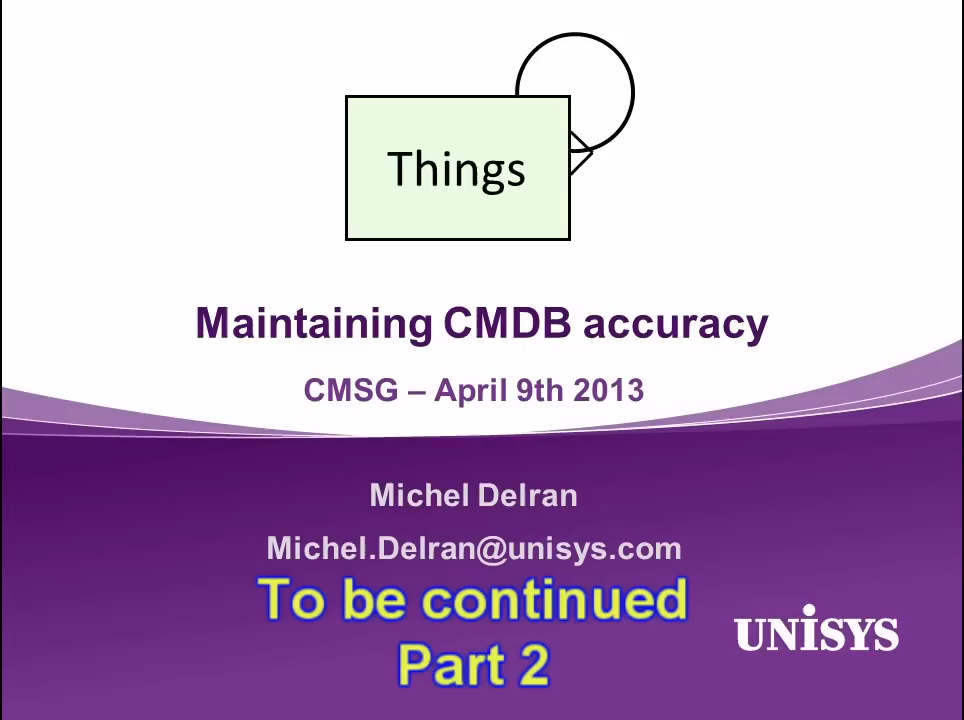 Things
Maintaining CMDB accuracy
CMSG – April 9th 2013
Michel Delran
Michel.Delran@unisys.com
To be continued
Part 2
UNiSYS